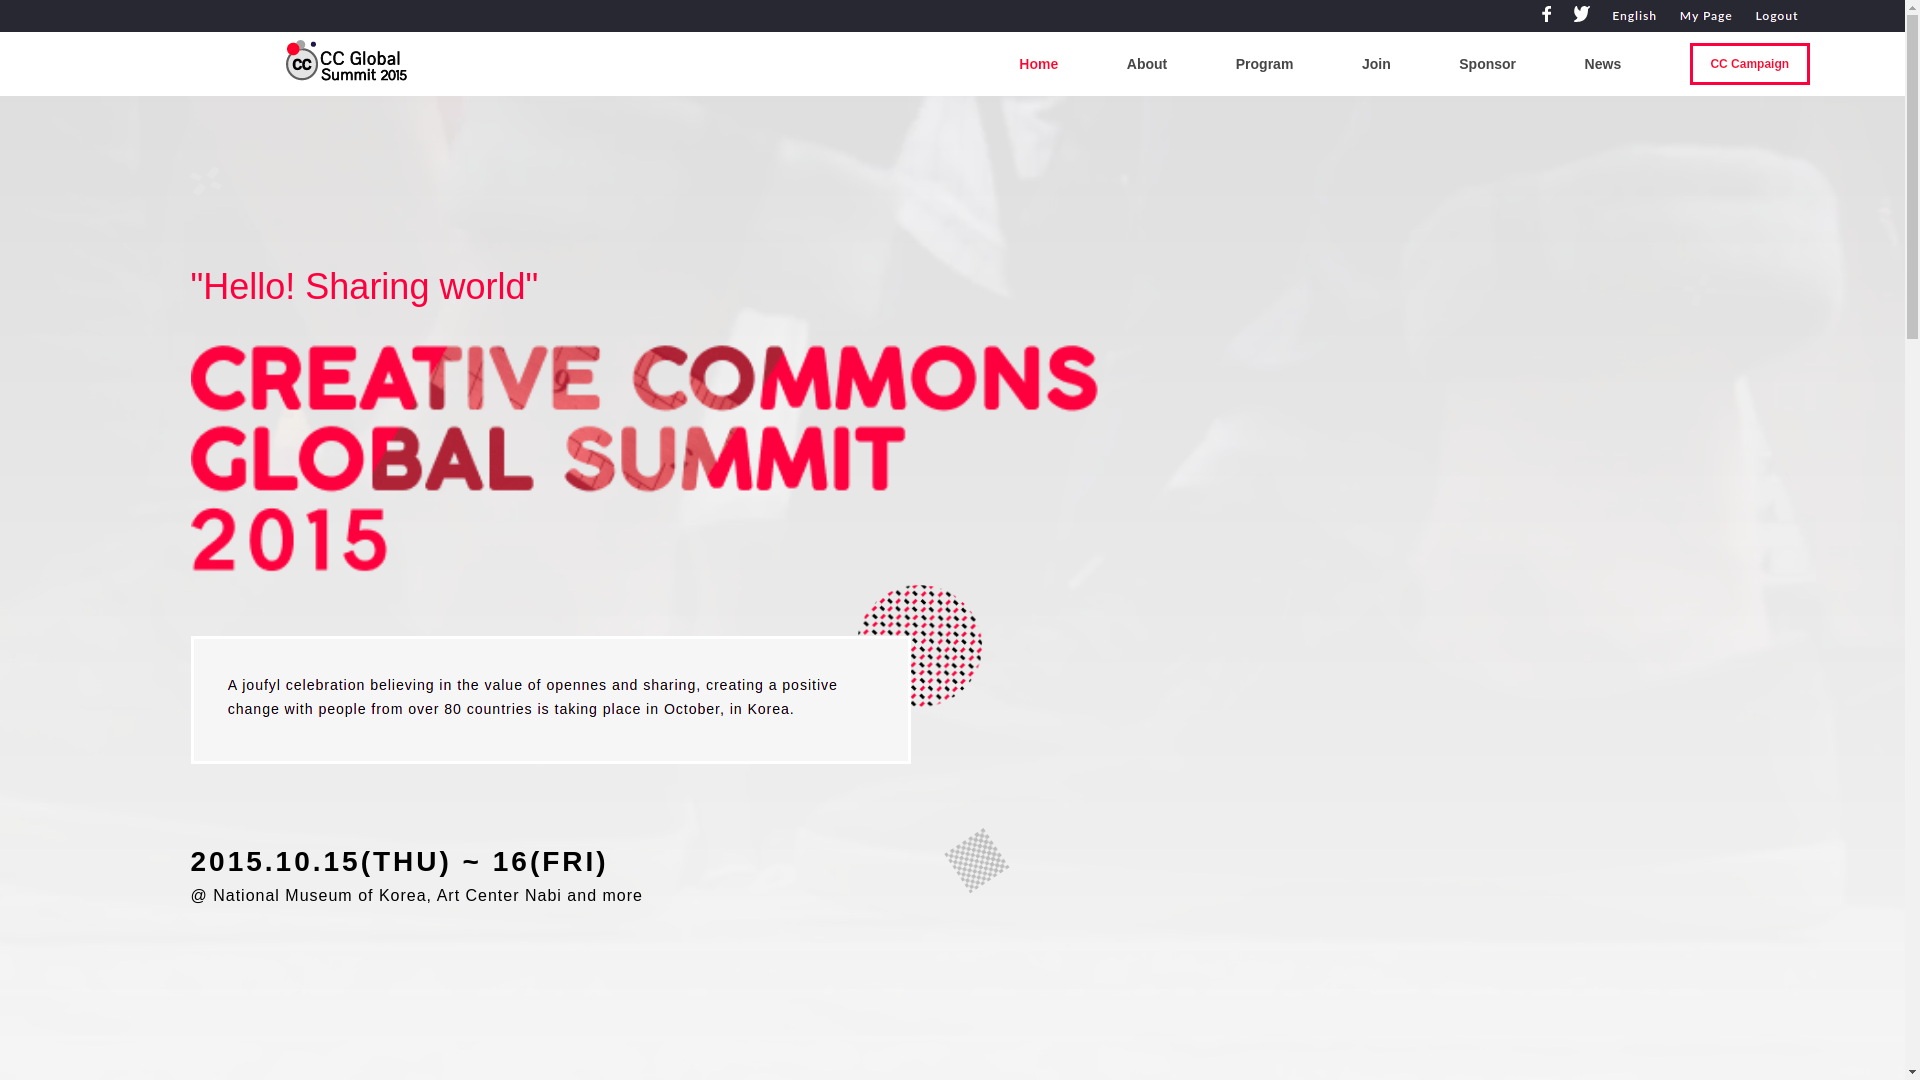 English My Page Logout
CC CC Global
Summit 2015
Home About Program Join Sponsor News CC Campaign
"Hello! Sharing world"
CREATIVE COMMONS
GLOBAL SUMMIT
2015
A joufyl celebration believing in the value of opennes and sharing, creating a positive
change with people from over 80 countries is taking place in October, in Korea.
2015.10.15(THU) ~ 16(FRI)
@ National Museum of Korea, Art Center Nabi and more